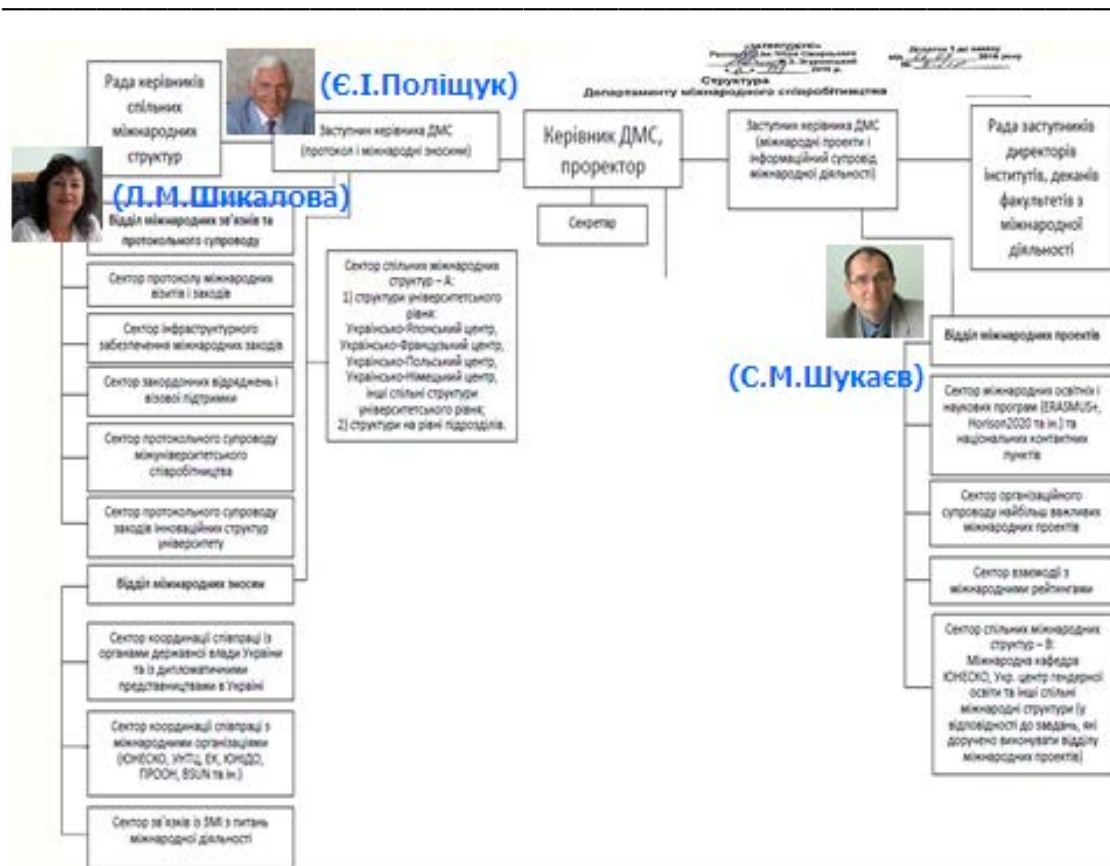 «ЗАТВЕРДЖУЮ»
2016 р.
2016 року
Структура
Департаменту міжнародного співробітництва
Рада керівників
спільних
міжнародних
структур
(Є.І.Поліщук)
Заступник керівника ДМС
(протокол і міжнародні зносини)
Керівник ДМС,
проректор
Секретар
Заступник керівника ДМС
(міжнародні проекти і
інформаційний супровід
міжнародної діяльності)
Рада заступників
директорів
інститутів, деканів
факультетів з
міжнародної
діяльності
(Л.М.Шикалова)
Відділ міжнародних зв'язків та
протокольного супроводу
Сектор протоколу міжнародних
візитів і заходів
Сектор інфраструктурного
забезпечення міжнародних заходів
Сектор закордонних відряджень і
візової підтримки
Сектор протокольного супроводу
міжуніверситетського
співробітництва
Сектор протокольного супроводу
заходів інноваційних структур
університету
Відділ міжнародних зносин
Сектор координації співпраці із
органами державної влади України
та із дипломатичними
представництвами в Україні
Сектор координації співпраці з
міжнародними організаціями
(ЮНЕСКО, УНТЦ, ЕК, ЮНІДО,
ПРООН, BSUN та ін.)
Сектор зв'язків із ЗМІ з питань
міжнародної діяльності
Сектор спільних міжнародних
структур – А:
1) структури університетського
рівня:
Українсько-Японський центр,
Українсько-Французький центр,
Українсько-Польський центр,
Українсько-Німецький центр,
інші спільні структури
університетського рівня;
2) структури на рівні підрозділів.
(С.М.Шукаєв)
Відділ міжнародних проектів
Сектор міжнародних освітніх і
наукових програм (ERASMUS+,
Horison2020 та ін.) та
національних контактних
пунктів
Сектор організаційного
супроводу найбільш важливих
міжнародних проектів
Сектор взаємодії з
міжнародними рейтингами
Сектор спільних міжнародних
структур – В:
Міжнародна кафедра
ЮНЕСКО, Укр. центр гендерної
освіти та інші спільні
міжнародні структури (у
відповідності до завдань, які
доручено виконувати відділу
міжнародних проектів)